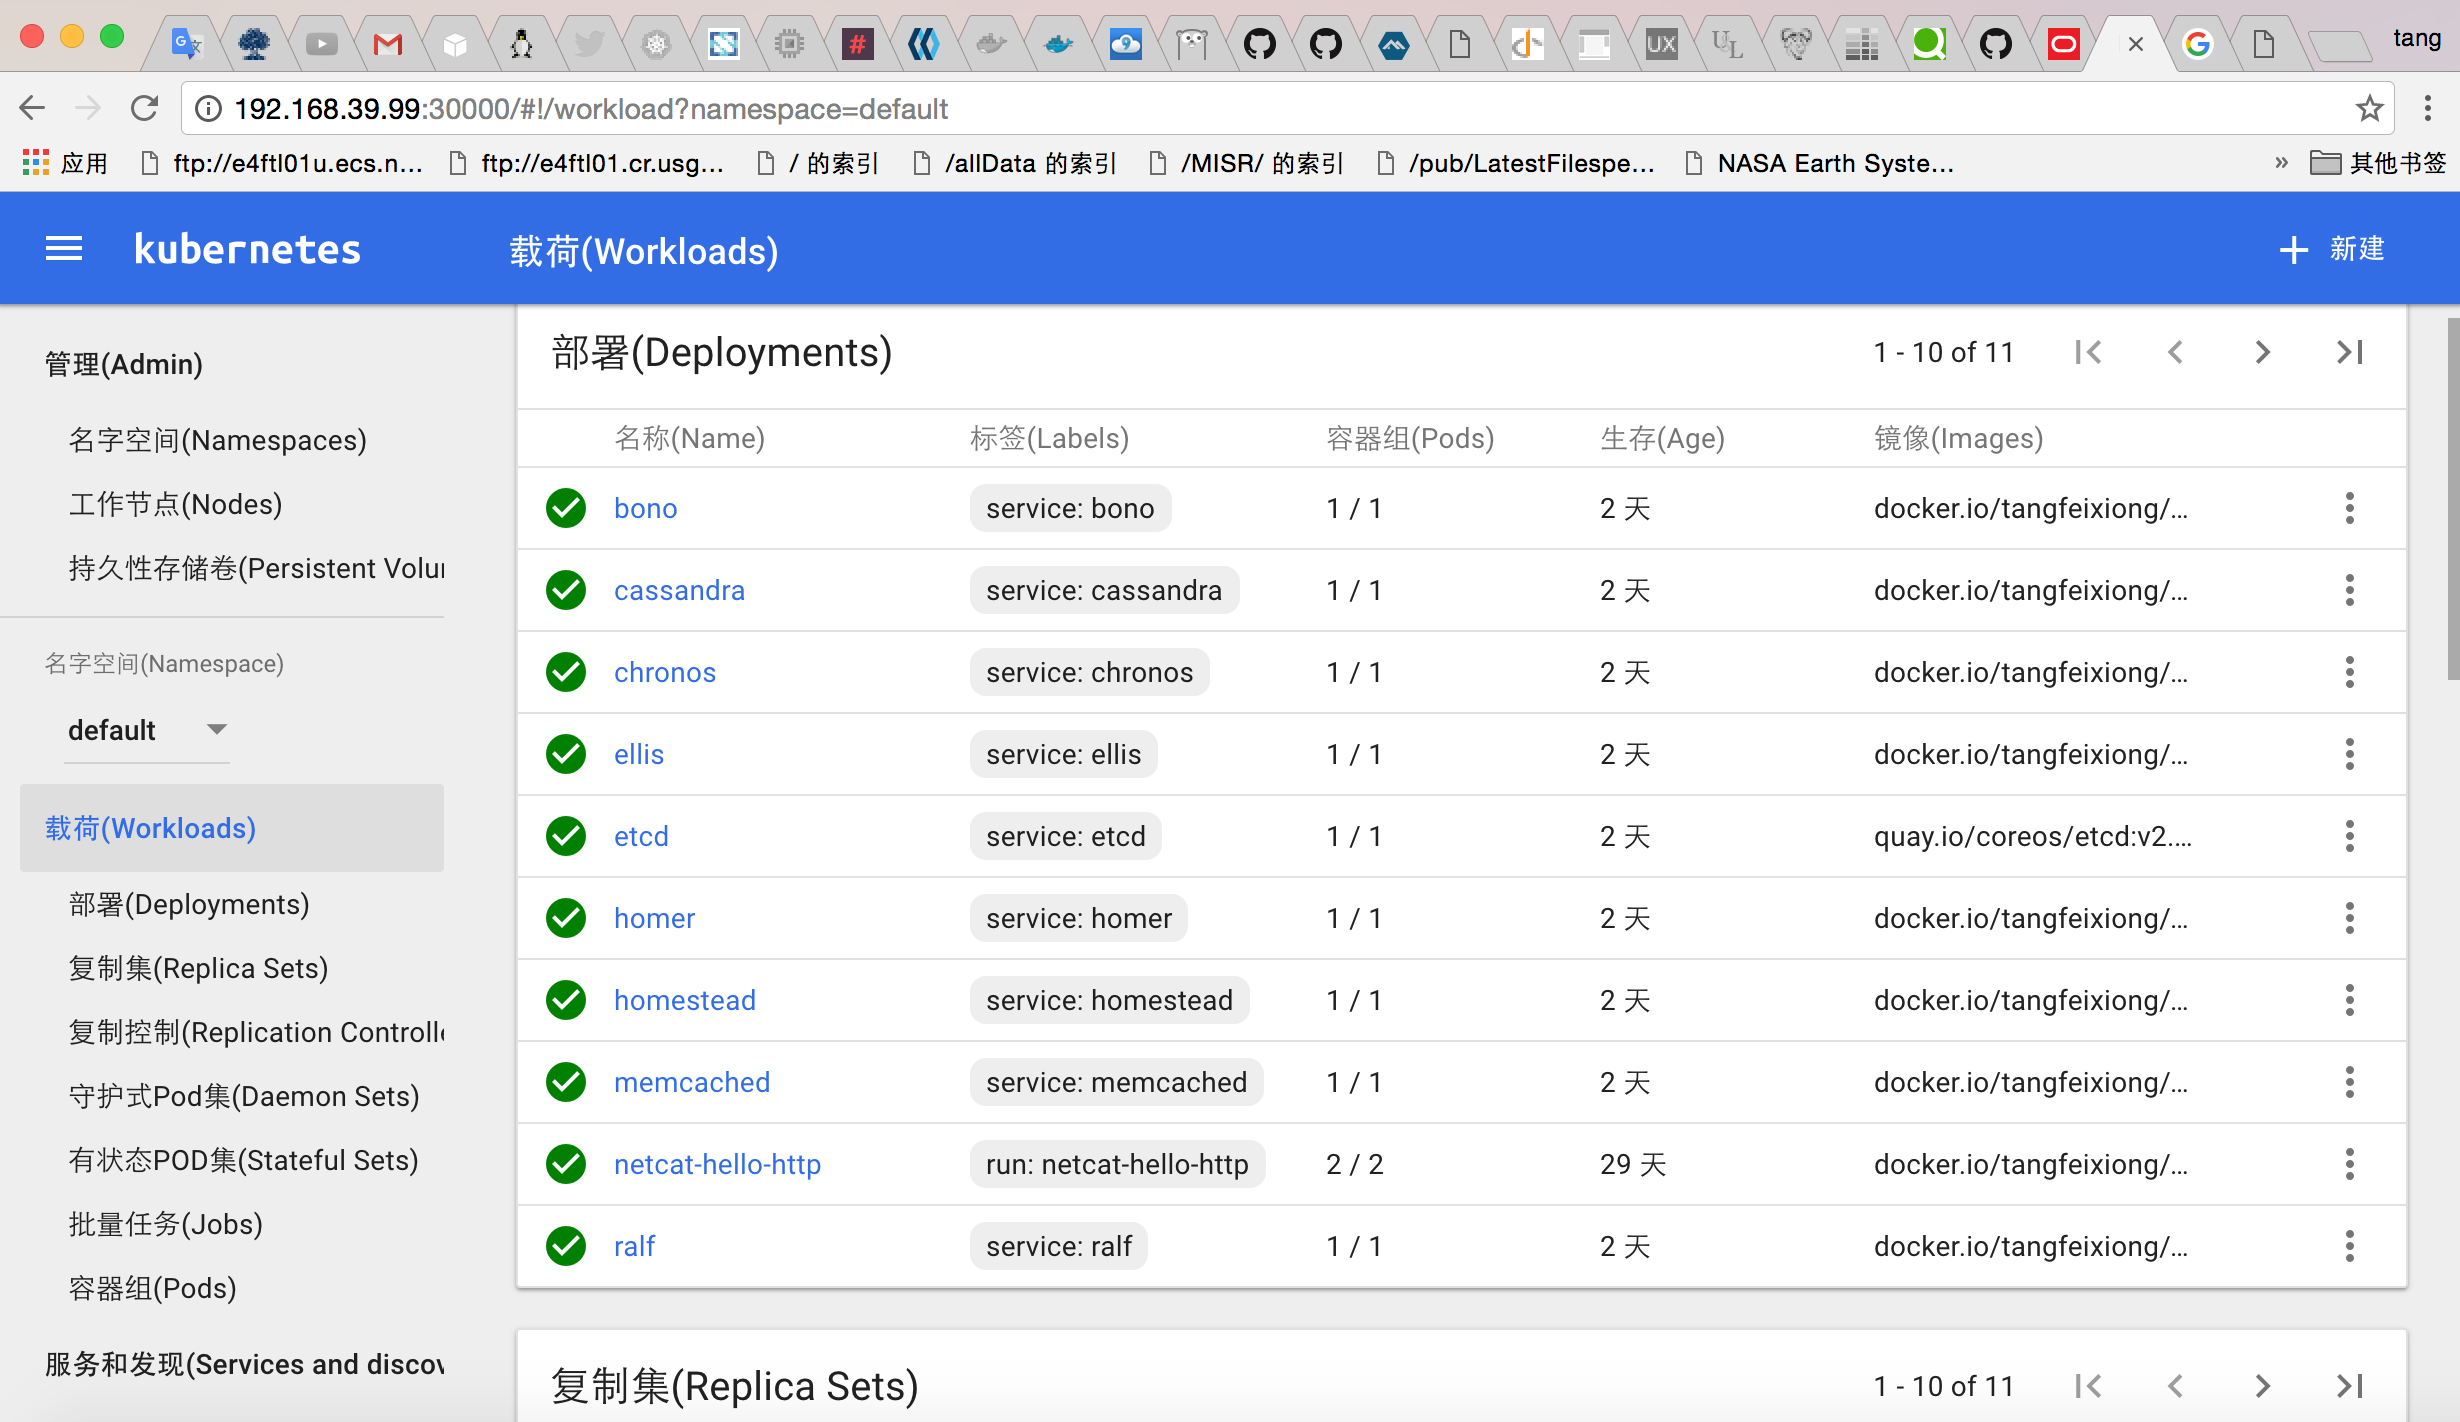 tang
192.168.39.99:30000/#!/workload?namespace=default
应用 ftp://e4ftl01u.ecs.n... ftp://e4ftl01.cr.usg... / 的索引 /allData 的索引 /MISR/ 的索引 /pub/LatestFilespe... NASA Earth Syste... » 其他书签
kubernetes 载荷(Workloads) 新建
管理(Admin)
名字空间(Namespaces)
工作节点(Nodes)
持久性存储卷(Persistent Volu
名字空间(Namespace)
default
载荷(Workloads)
部署(Deployments)
复制集(Replica Sets)
复制控制(Replication Controlle
守护式Pod集(Daemon Sets)
有状态POD集(Stateful Sets)
批量任务(Jobs)
容器组(Pods)
服务和发现(Services and discov
部署(Deployments) 1 - 10 of 11
名称(Name) 标签(Labels) 容器组(Pods) 生存(Age) 镜像(Images)
bono service: bono 1 / 1 2 天 docker.io/tangfeixiong/...
cassandra service: cassandra 1 / 1 2 天 docker.io/tangfeixiong/...
chronos service: chronos 1 / 1 2 天 docker.io/tangfeixiong/...
ellis service: ellis 1 / 1 2 天 docker.io/tangfeixiong/...
etcd service: etcd 1 / 1 2 天 quay.io/coreos/etcd:v2....
homer service: homer 1 / 1 2 天 docker.io/tangfeixiong/...
homestead service: homestead 1 / 1 2 天 docker.io/tangfeixiong/...
memcached service: memcached 1 / 1 2 天 docker.io/tangfeixiong/...
netcat-hello-http run: netcat-hello-http 2 / 2 29 天 docker.io/tangfeixiong/...
ralf service: ralf 1 / 1 2 天 docker.io/tangfeixiong/...
复制集(Replica Sets) 1 - 10 of 11